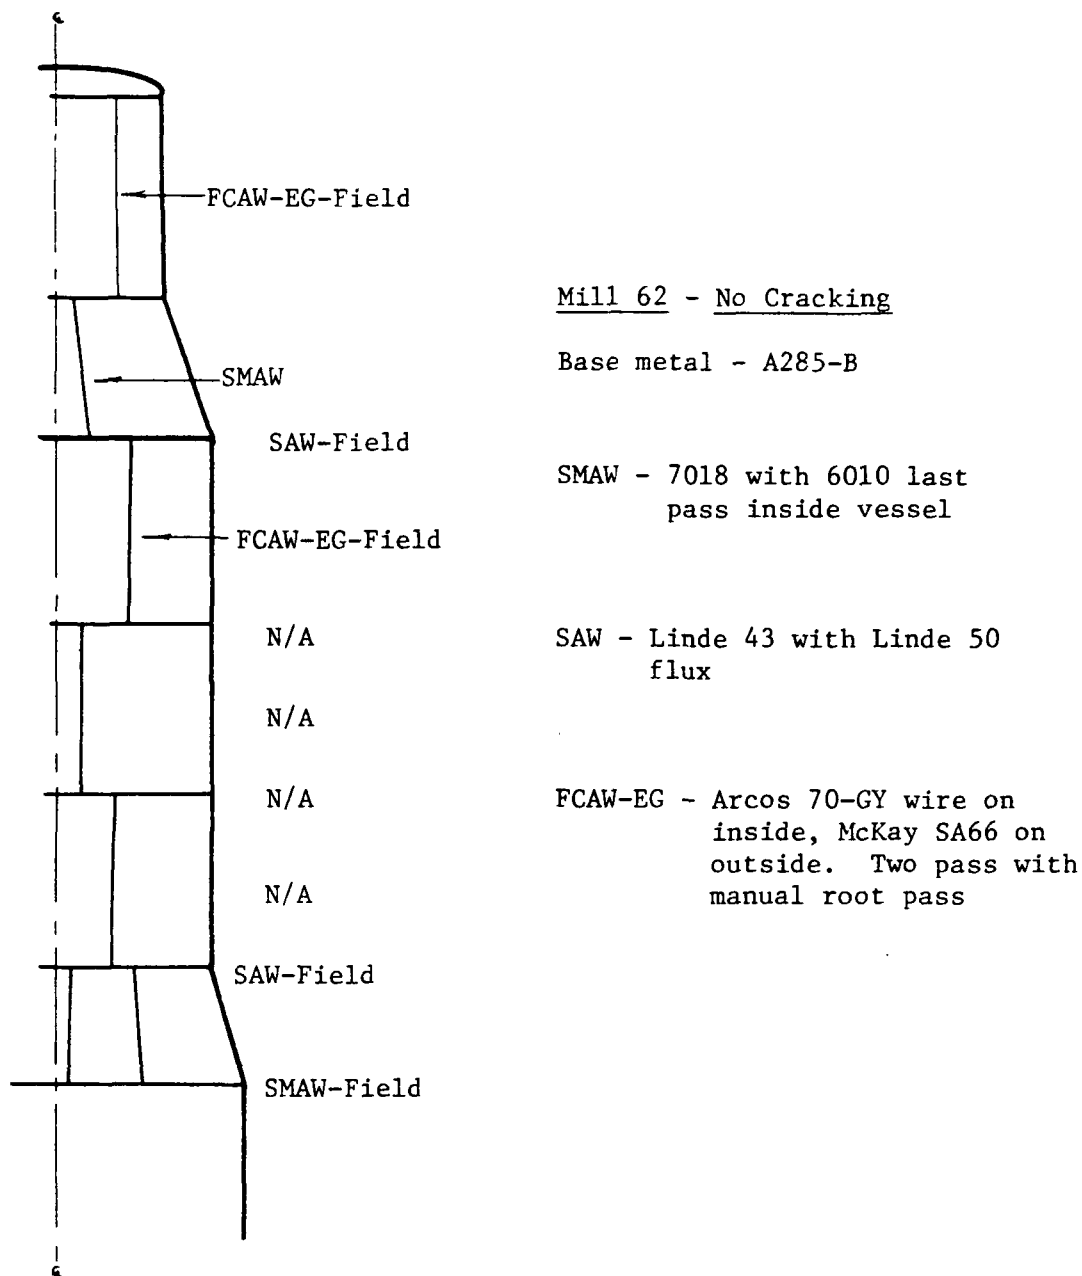 FCAW-EG-Field
SMAW
SAW-Field
FCAW-EG-Field
N/A
N/A
N/A
N/A
SAW-Field
SMAW-Field
Mill 62 - No Cracking
Base metal - A285-B
SMAW - 7018 with 6010 last
pass inside vessel
SAW - Linde 43 with Linde 50
flux
FCAW-EG - Arcos 70-GY wire on
inside, McKay SA66 on
outside. Two pass with
manual root pass